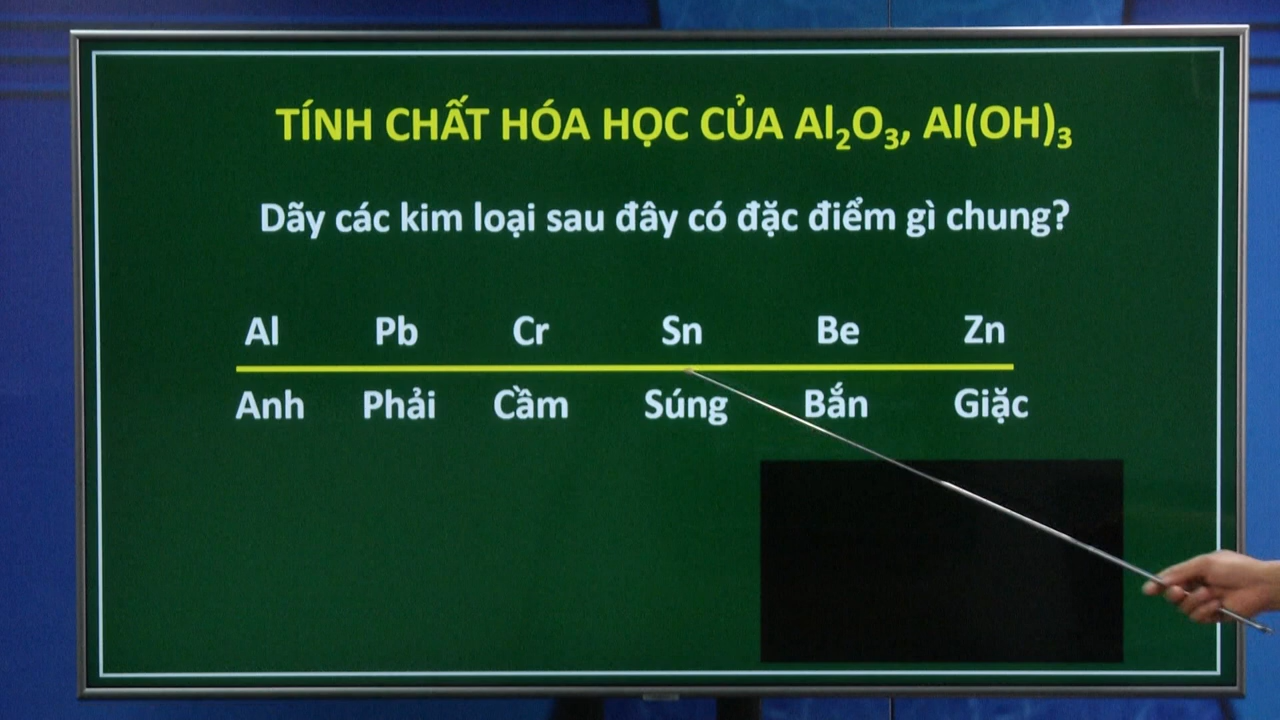 TÍNH CHẤT HÓA HỌC CỦA Al₂O₃, Al(OH)₃
Dãy các kim loại sau đây có đặc điểm gì chung?
Al Pb Cr Sn Be Zn
Anh Phải Cầm Súng Bắn Giặc